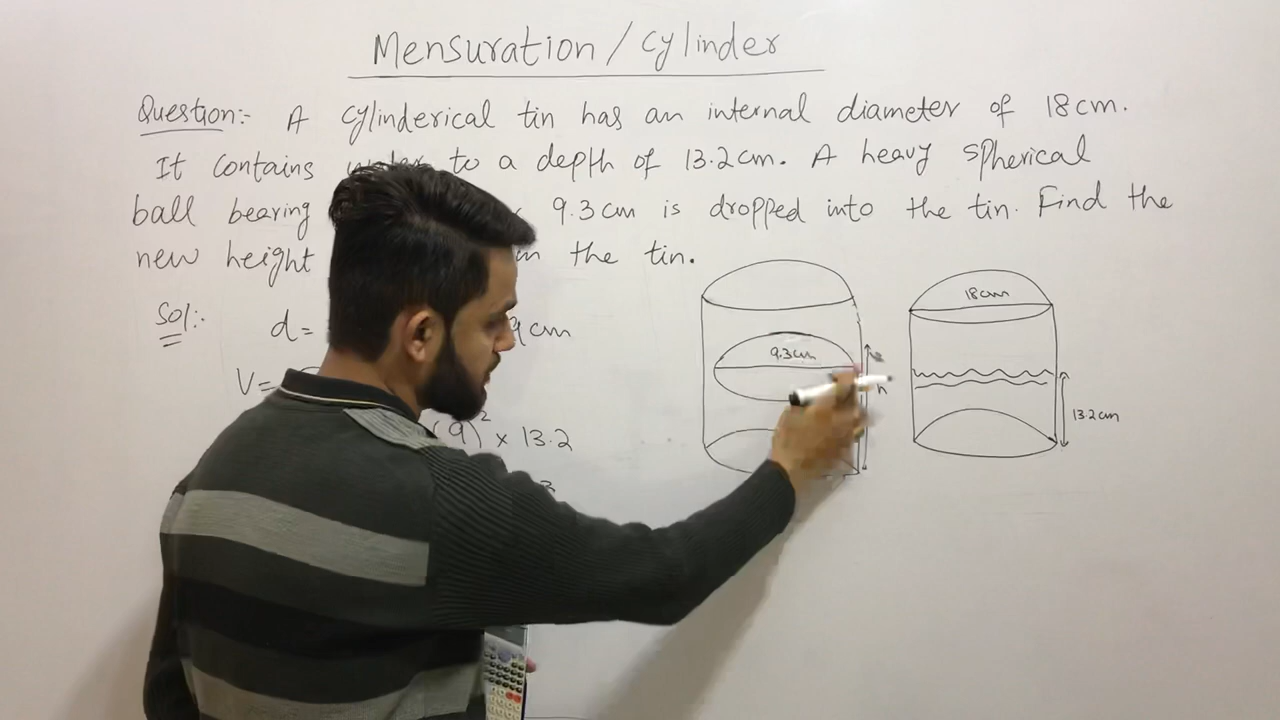 Mensuration / Cylinder
Question:- A Cylinderical tin has an internal diameter of 18cm.
It contains water to a depth of 13.2cm. A heavy spherical
ball bearing 9.3cm is dropped into the tin. Find the
new height in the tin.
Sol:- d= 9cm
V=
(9)² x 13.2
9.3cm
h
18cm
13.2cm